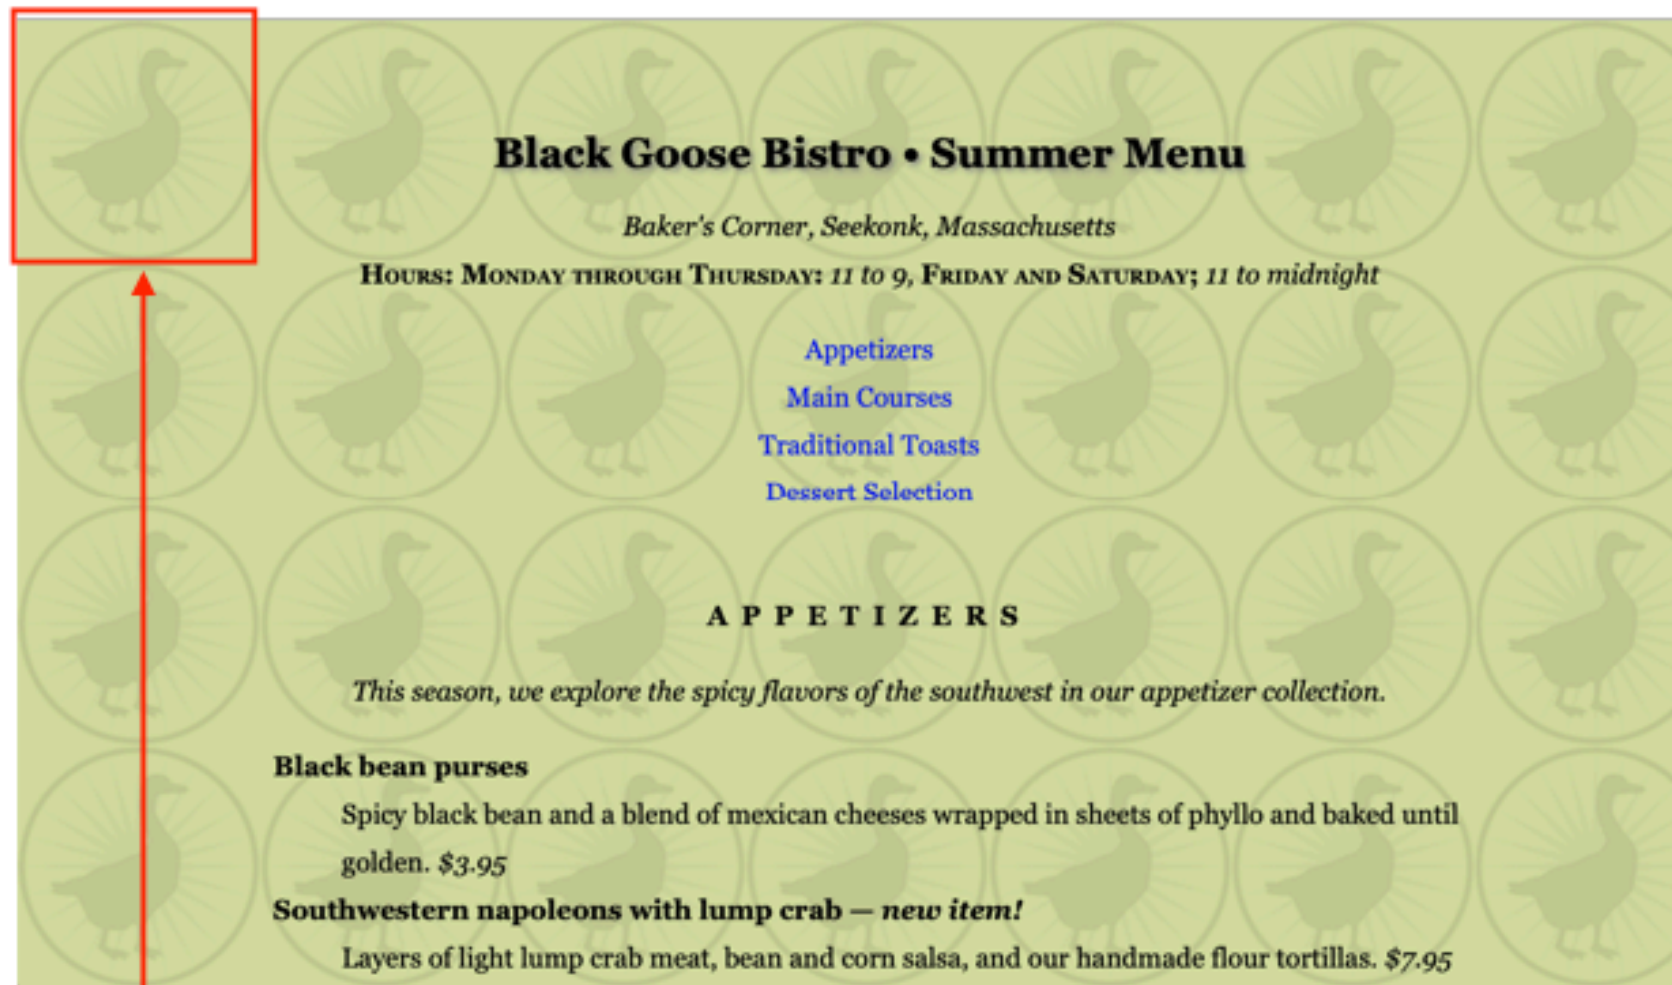 Black Goose Bistro • Summer Menu
Baker's Corner, Seekonk, Massachusetts
Hours: Monday through Thursday: 11 to 9, Friday and Saturday; 11 to midnight
Appetizers
Main Courses
Traditional Toasts
Dessert Selection
APPETIZERS
This season, we explore the spicy flavors of the southwest in our appetizer collection.
Black bean purses
Spicy black bean and a blend of mexican cheeses wrapped in sheets of phyllo and baked until
golden. $3.95
Southwestern napoleons with lump crab — new item!
Layers of light lump crab meat, bean and corn salsa, and our handmade flour tortillas. $7.95